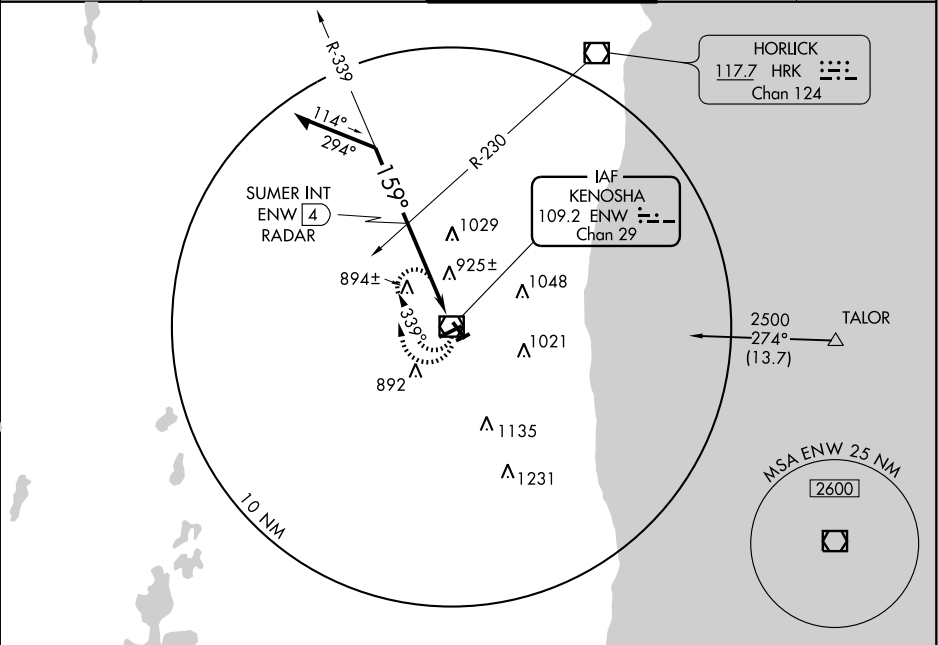 R-339
HORLICK
117.7 HRK
Chan 124
114°
294°
R-230
159°
IAF
KENOSHA
109.2 ENW
Chan 29
SUMER INT
ENW 4
RADAR
1029
925±
894±
1048
339°
2500
274°
(13.7)
TALOR
1021
892
1135
1231
10 NM
MSA ENW 25 NM
2600